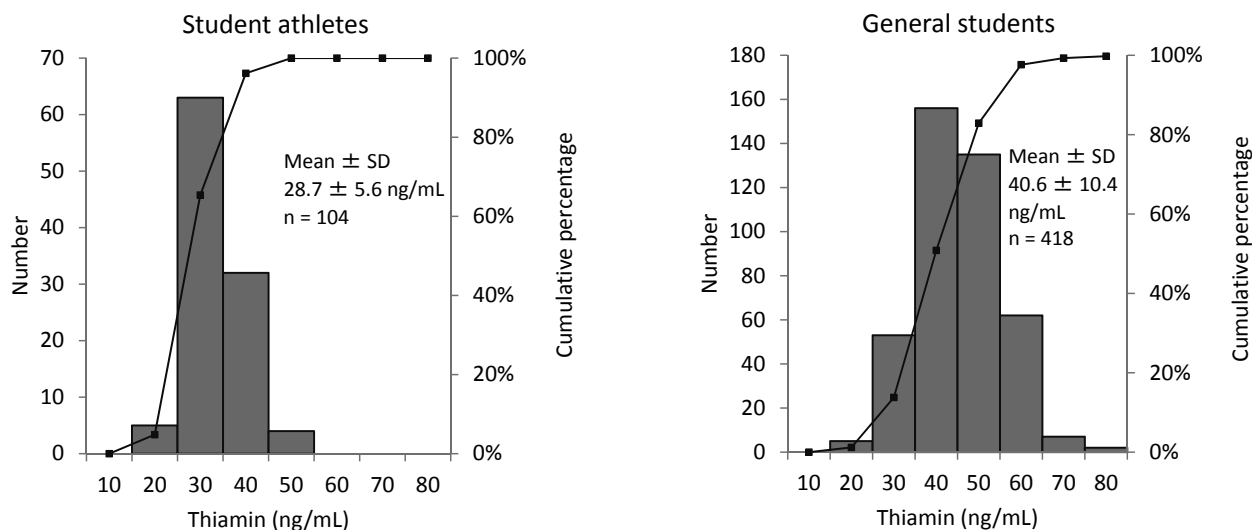 Student athletes
70
60
50
40
30
20
10
0
Number
100%
80%
60%
40%
20%
0%
Cumulative percentage
Mean ± SD
28.7 ± 5.6 ng/mL
n = 104
10 20 30 40 50 60 70 80
Thiamin (ng/mL)
General students
180
160
140
120
100
80
60
40
20
0
Number
100%
80%
60%
40%
20%
0%
Cumulative percentage
Mean ± SD
40.6 ± 10.4
ng/mL
n = 418
10 20 30 40 50 60 70 80
Thiamin (ng/mL)